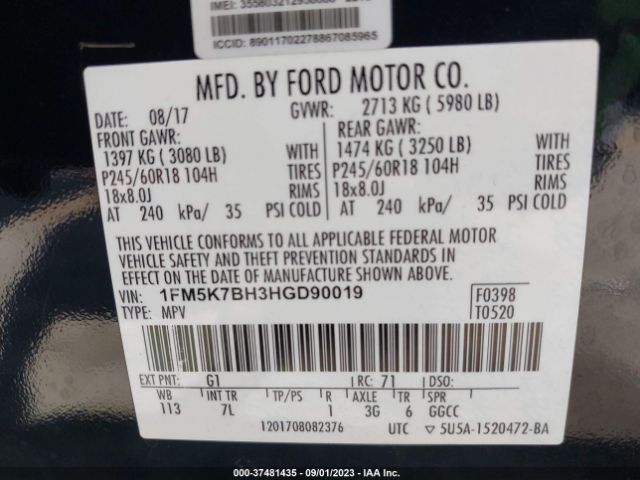 ICCID: 89011702278867085965
MFD. BY FORD MOTOR CO.
DATE: 08/17 GVWR: 2713 KG ( 5980 LB)
FRONT GAWR: REAR GAWR:
1397 KG ( 3080 LB) WITH 1474 KG ( 3250 LB) WITH
P245/60R18 104H TIRES P245/60R18 104H TIRES
18x8.0J RIMS 18x8.0J RIMS
AT 240 kPa/ 35 PSI COLD AT 240 kPa/ 35 PSI COLD
THIS VEHICLE CONFORMS TO ALL APPLICABLE FEDERAL MOTOR
VEHICLE SAFETY AND THEFT PREVENTION STANDARDS IN
EFFECT ON THE DATE OF MANUFACTURE SHOWN ABOVE.
VIN: 1FM5K7BH3HGD90019 F0398
TYPE: MPV T0520
EXT PNT: G1 RC: 71 DSO:
WB INT TR TP/PS R AXLE TR SPR
113 7L 1 3G 6 GGCC
1201708082376 UTC 5U5A-1520472-BA
000-37481435 - 09/01/2023 - IAA Inc.